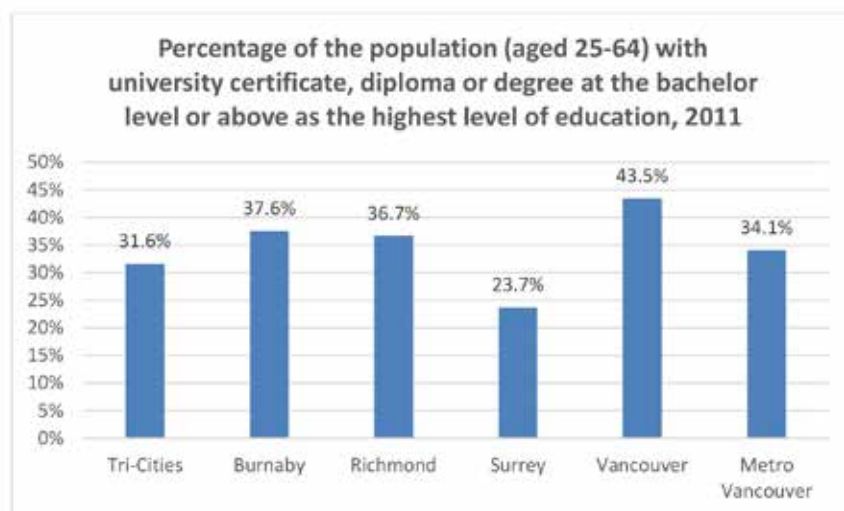 Percentage of the population (aged 25-64) with
university certificate, diploma or degree at the bachelor
level or above as the highest level of education, 2011
50%
45%
40%
35%
30%
25%
20%
15%
10%
5%
0%
31.6%
37.6%
36.7%
23.7%
43.5%
34.1%
Tri-Cities
Burnaby
Richmond
Surrey
Vancouver
Metro
Vancouver